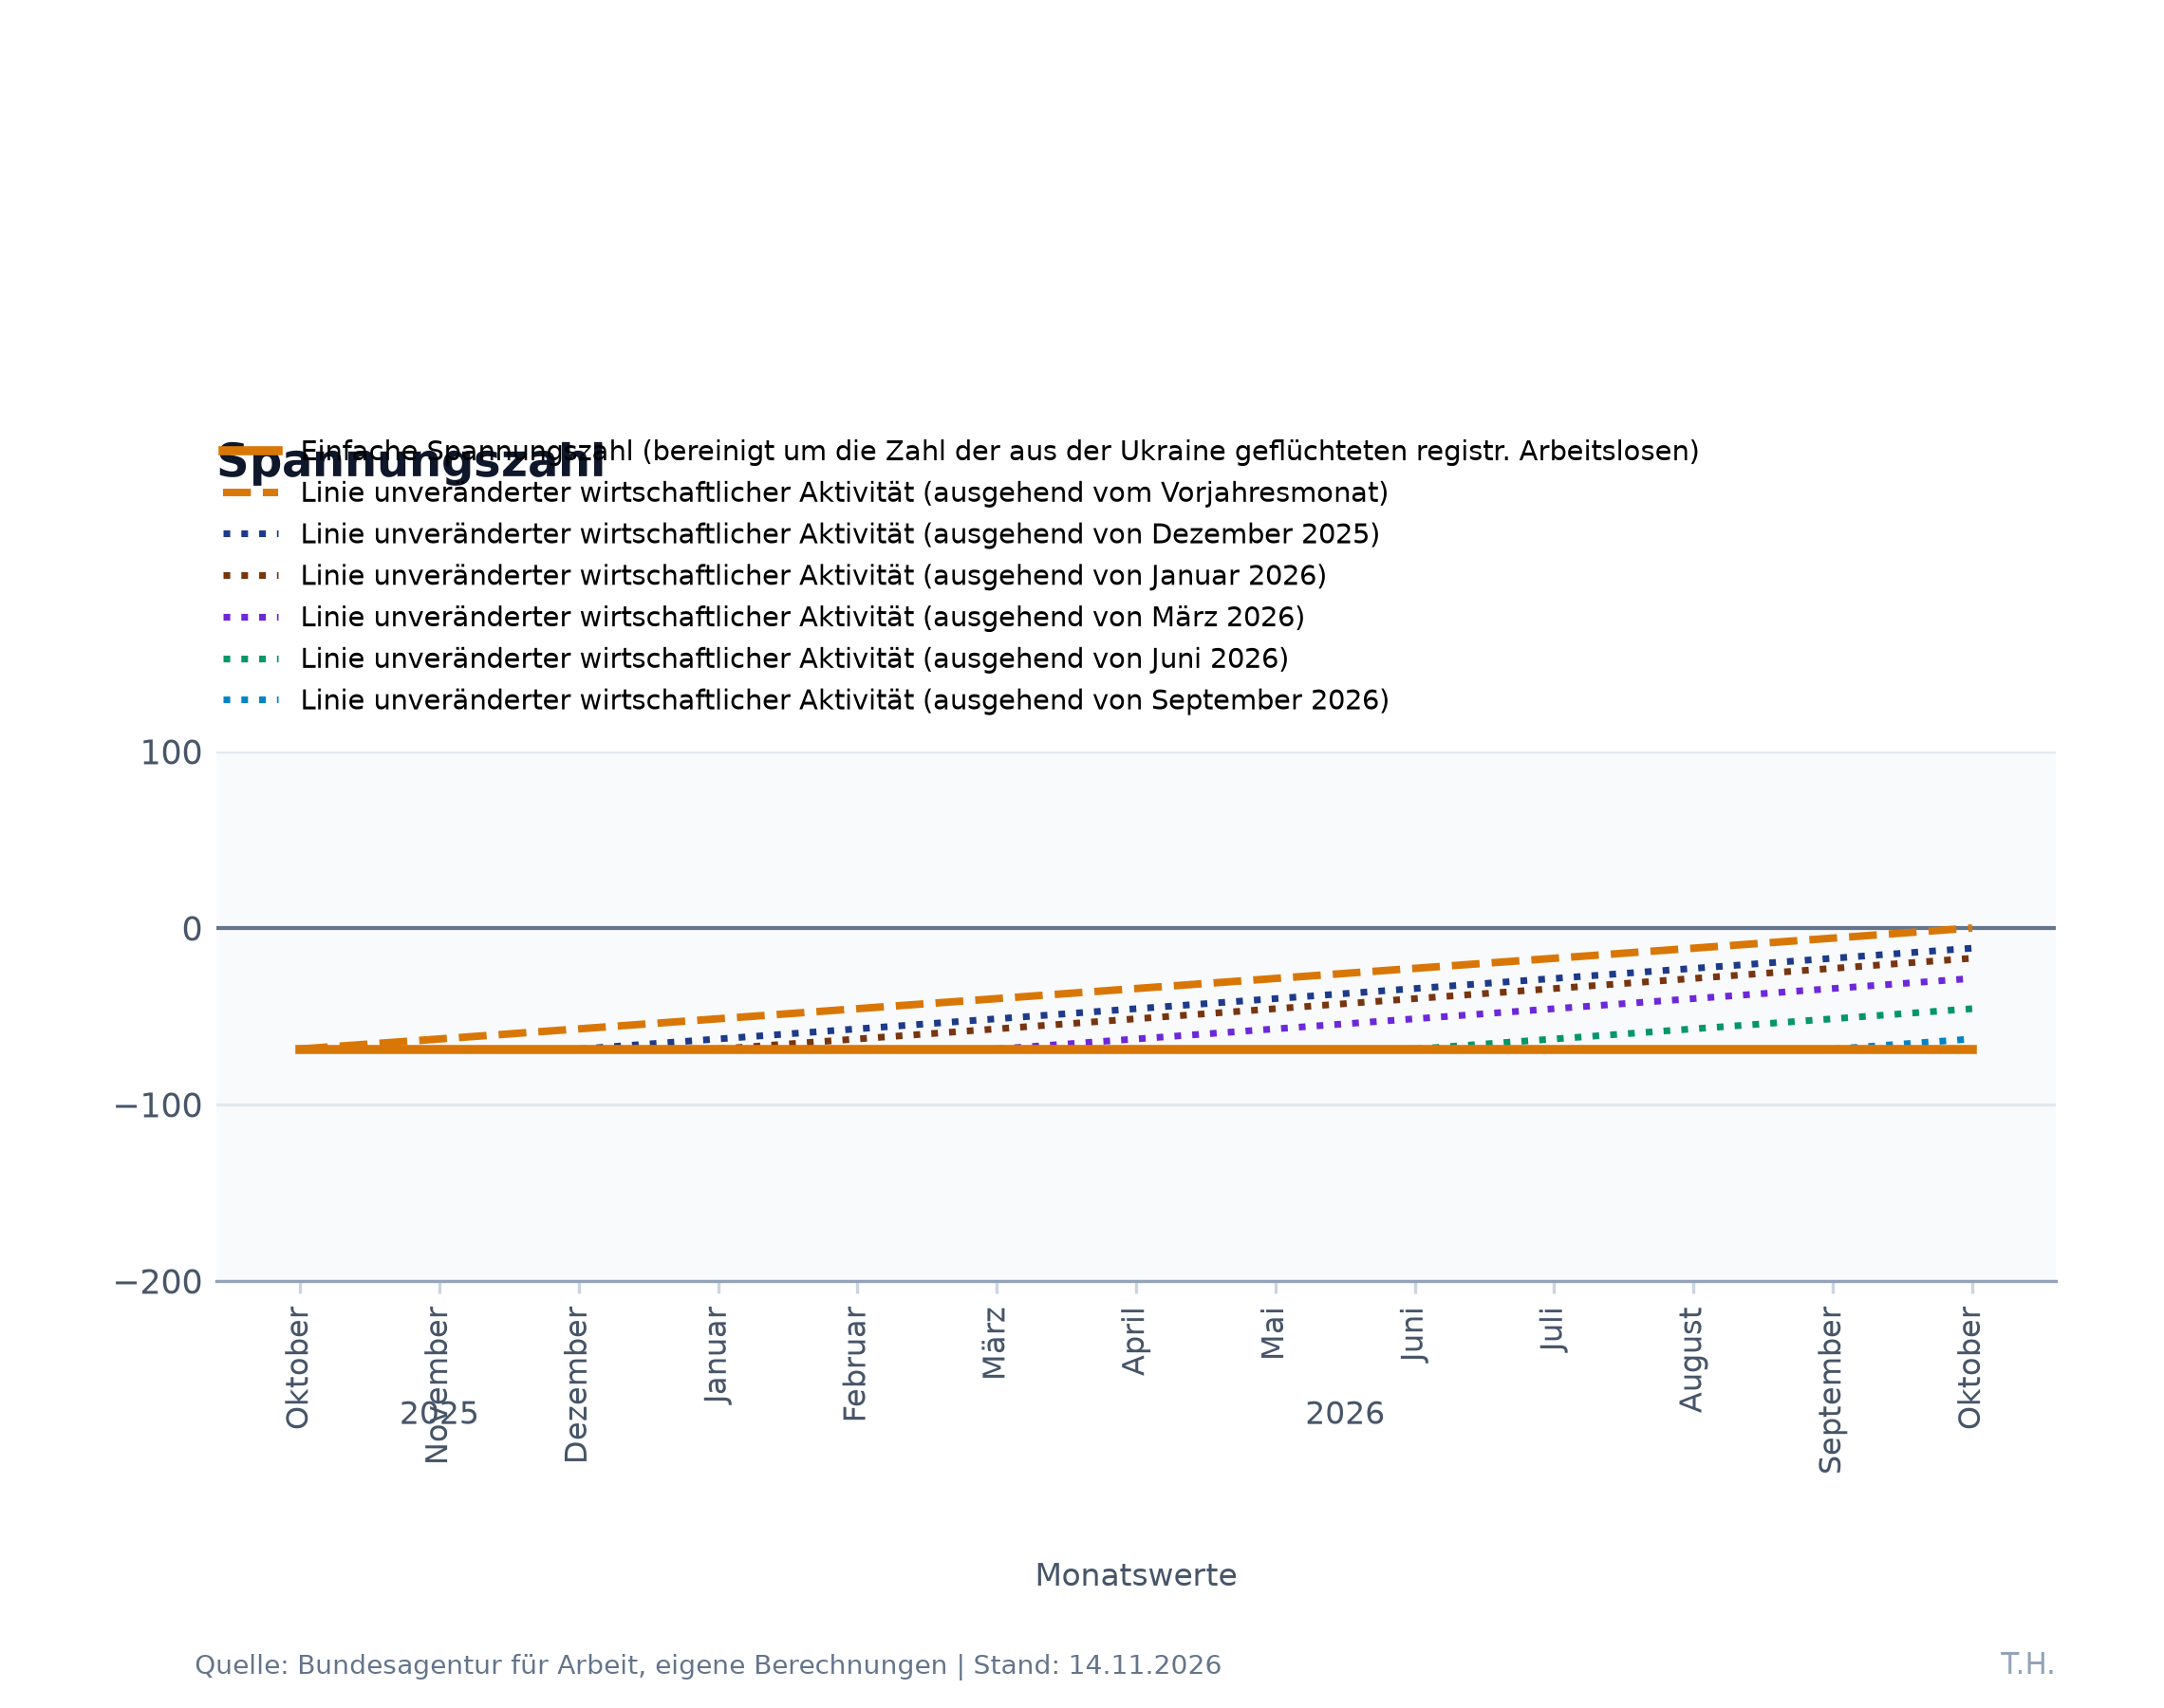 Spannungszahl
Einfache Spannungszahl (bereinigt um die Zahl der aus der Ukraine geflüchteten registr. Arbeitslosen)
Linie unveränderter wirtschaftlicher Aktivität (ausgehend vom Vorjahresmonat)
Linie unveränderter wirtschaftlicher Aktivität (ausgehend von Dezember 2025)
Linie unveränderter wirtschaftlicher Aktivität (ausgehend von Januar 2026)
Linie unveränderter wirtschaftlicher Aktivität (ausgehend von März 2026)
Linie unveränderter wirtschaftlicher Aktivität (ausgehend von Juni 2026)
Linie unveränderter wirtschaftlicher Aktivität (ausgehend von September 2026)
100
0
−100
−200
Oktober
November
Dezember
Januar
Februar
März
April
Mai
Juni
Juli
August
September
Oktober
2025
2026
Monatswerte
Quelle: Bundesagentur für Arbeit, eigene Berechnungen | Stand: 14.11.2026
T.H.